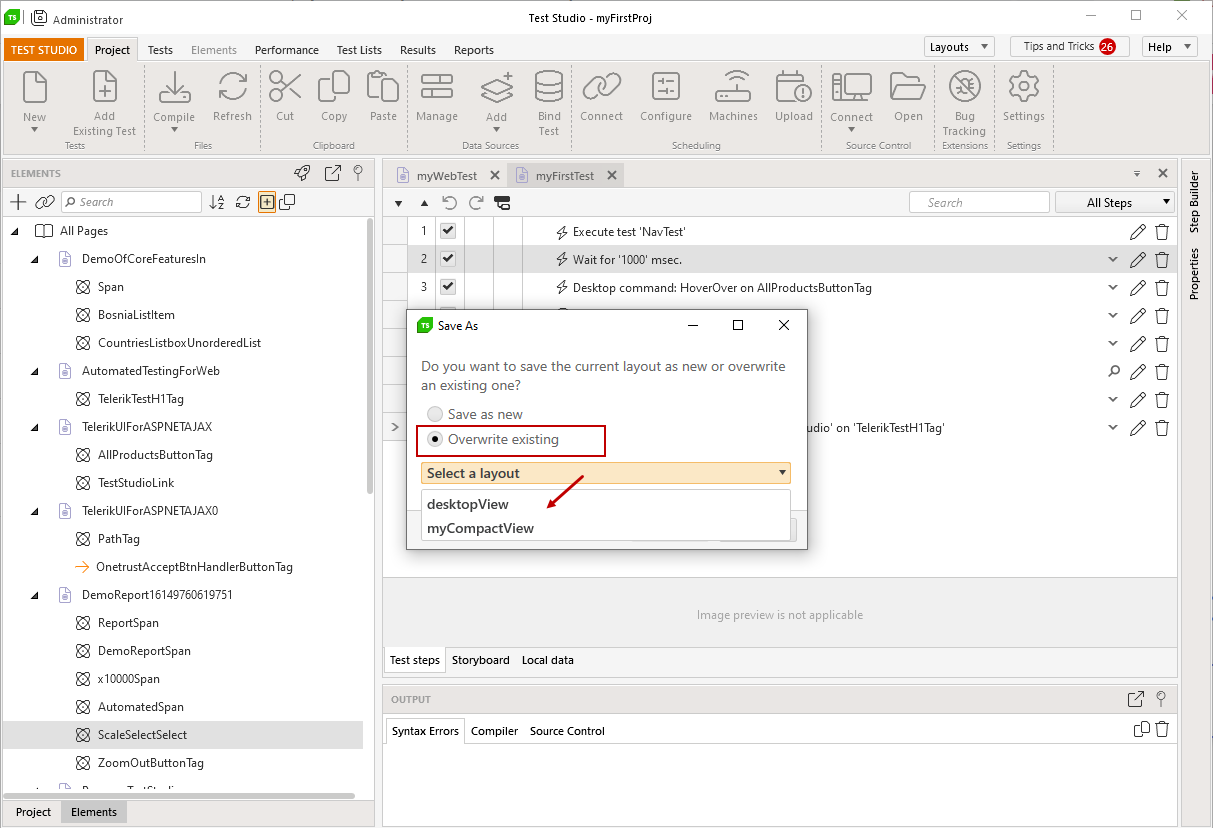 TS Administrator Test Studio - myFirstProj
TEST STUDIO Project Tests Elements Performance Test Lists Results Reports Layouts Tips and Tricks 26 Help
New Add Existing Test Compile Refresh Cut Copy Paste Manage Add Bind Test Connect Configure Machines Upload Connect Open Bug Tracking Settings
Tests Files Clipboard Data Sources Scheduling Source Control Extensions Settings
ELEMENTS
Search
All Pages
DemoOfCoreFeaturesIn
Span
BosniaListItem
CountriesListboxUnorderedList
AutomatedTestingForWeb
TelerikTestH1Tag
TelerikUIForASPNETAJAX
AllProductsButtonTag
TestStudioLink
TelerikUIForASPNETAJAX0
PathTag
OnetrustAcceptBtnHandlerButtonTag
DemoReport16149760619751
ReportSpan
DemoReportSpan
x10000Span
AutomatedSpan
ScaleSelectSelect
ZoomOutButtonTag
Project Elements
myWebTest myFirstTest
Search All Steps
1 Execute test 'NavTest'
2 Wait for '1000' msec.
3 Desktop command: HoverOver on AllProductsButtonTag
on 'TelerikTestH1Tag'
TS Save As
Do you want to save the current layout as new or overwrite
an existing one?
Save as new
Overwrite existing
Select a layout
desktopView
myCompactView
Image preview is not applicable
Test steps Storyboard Local data
OUTPUT
Syntax Errors Compiler Source Control
Step Builder
Properties